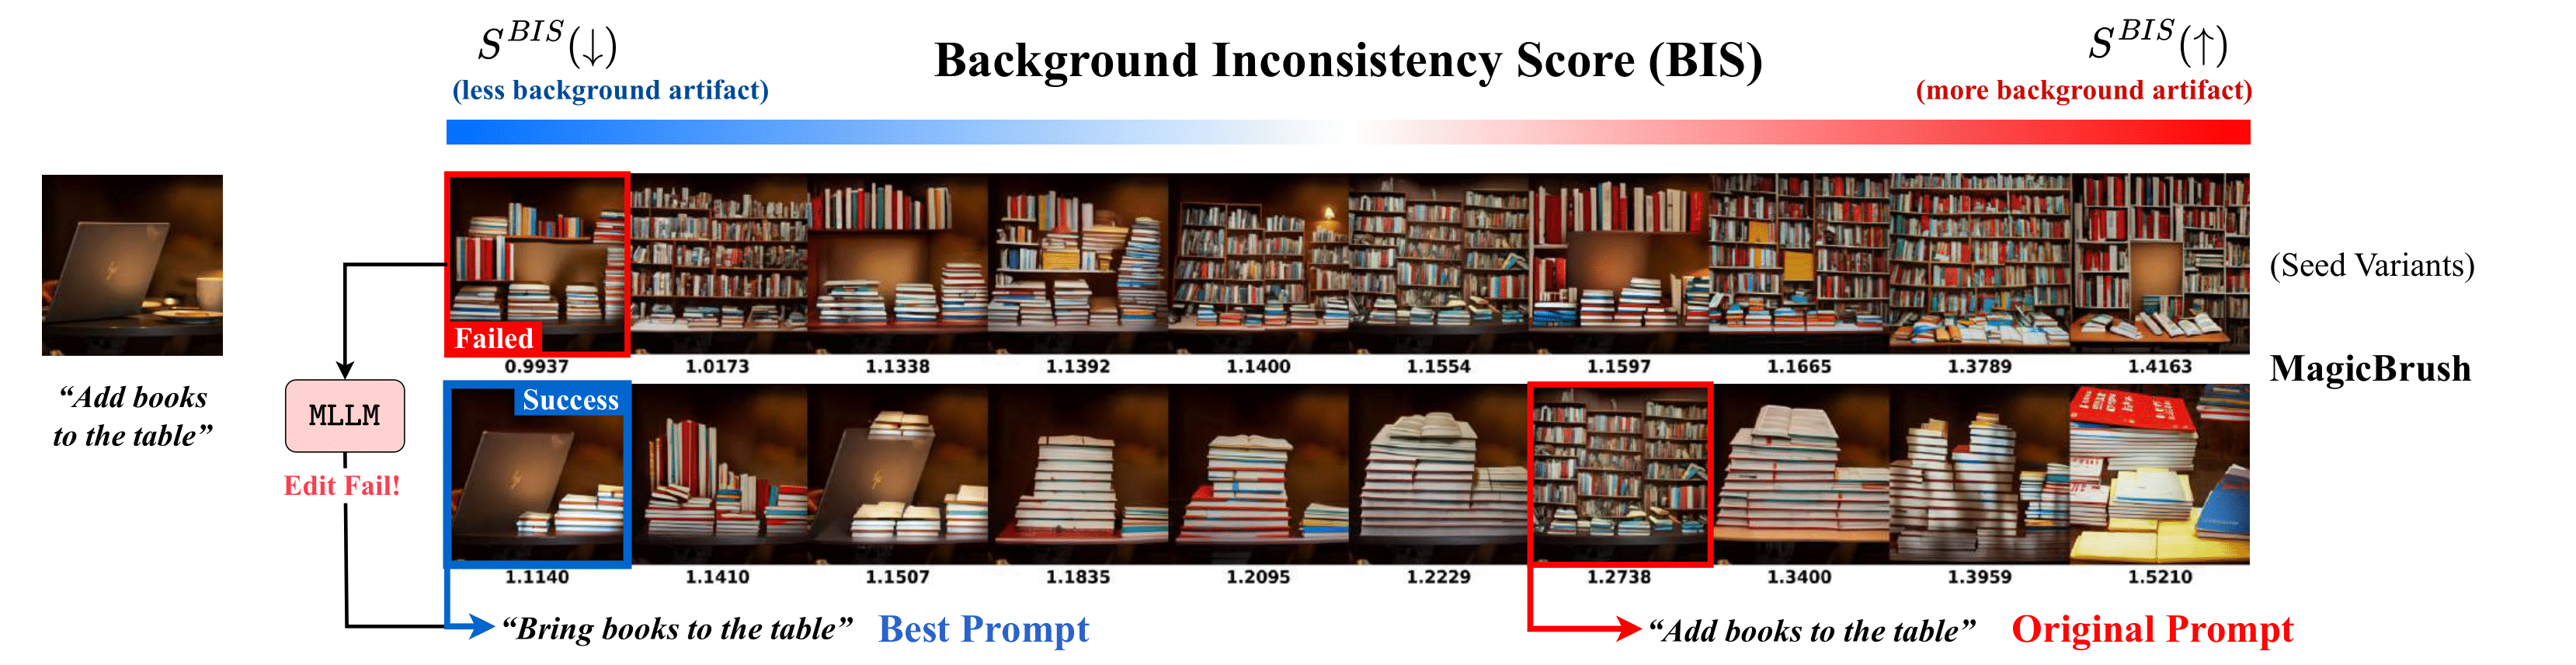 S^{BIS}(↓)
(less background artifact)
Background Inconsistency Score (BIS)
S^{BIS}(↑)
(more background artifact)
Failed
0.9937 1.0173 1.1338 1.1392 1.1400 1.1554 1.1597 1.1665 1.3789 1.4163
(Seed Variants)
MagicBrush
“Add books
to the table”
MLLM
Edit Fail!
Success
1.1140 1.1410 1.1507 1.1835 1.2095 1.2229 1.2738 1.3400 1.3959 1.5210
“Bring books to the table” Best Prompt
“Add books to the table” Original Prompt